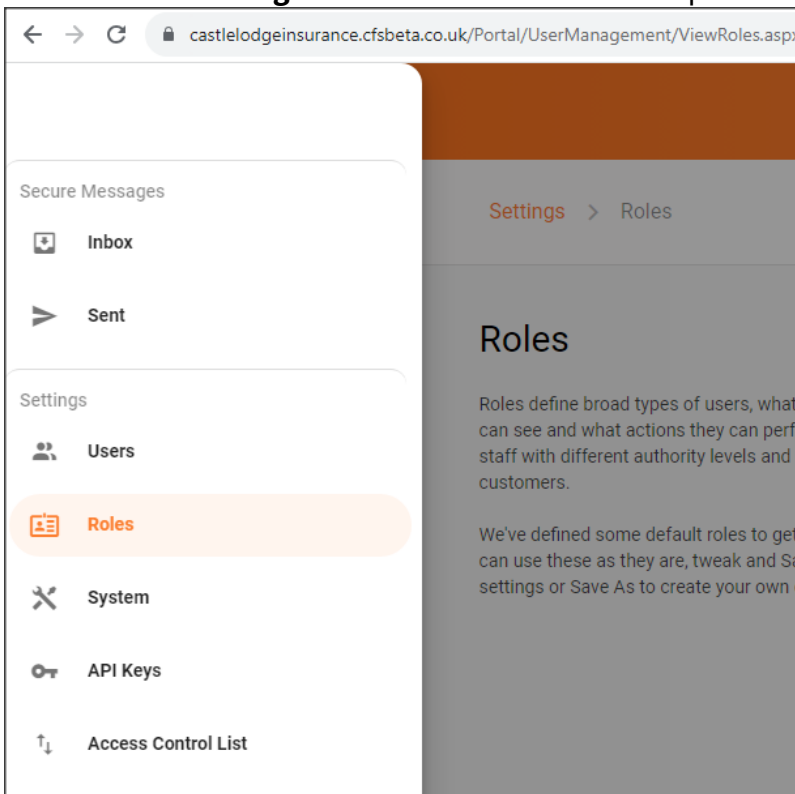 castlelodgeinsurance.cfsbeta.co.uk/Portal/UserManagement/ViewRoles.aspx
Secure Messages
Inbox
Sent
Settings
Users
Roles
System
API Keys
Access Control List
Settings > Roles
Roles
Roles define broad types of users, what
can see and what actions they can perf
staff with different authority levels and
customers.
We've defined some default roles to get
can use these as they are, tweak and Sa
settings or Save As to create your own